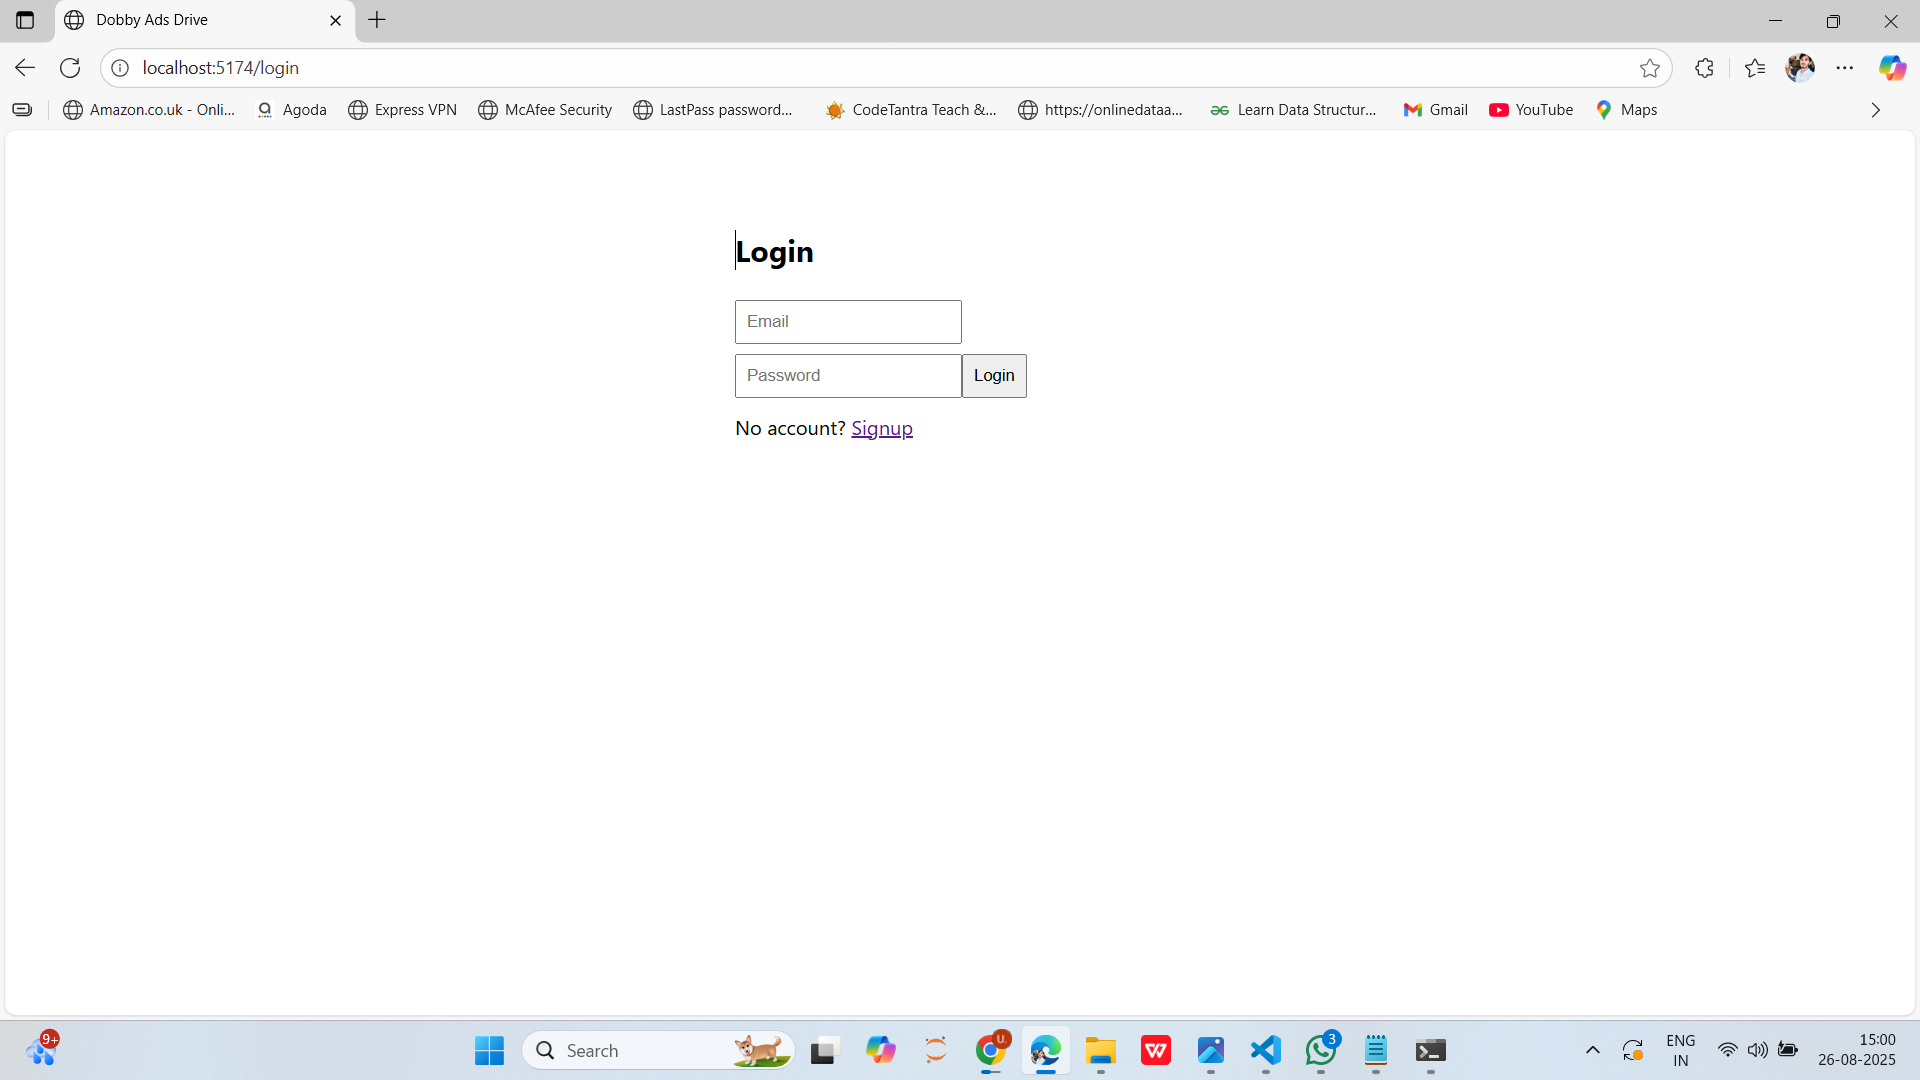 Dobby Ads Drive
localhost:5174/login
Amazon.co.uk - Onli...
Agoda
Express VPN
McAfee Security
LastPass password...
CodeTantra Teach &...
https://onlinedataa...
Learn Data Structur...
Gmail
YouTube
Maps
Login
Email
Password
Login
No account? Signup
9+
Search
U.
W
3
ENG
IN
15:00
26-08-2025